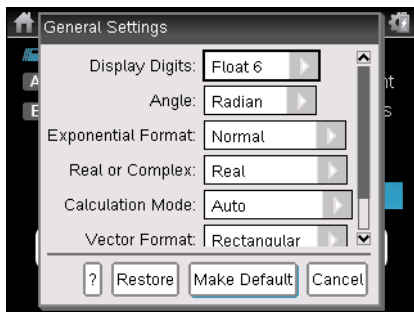 General Settings
Display Digits: Float 6
Angle: Radian
Exponential Format: Normal
Real or Complex: Real
Calculation Mode: Auto
Vector Format: Rectangular
? Restore Make Default Cancel